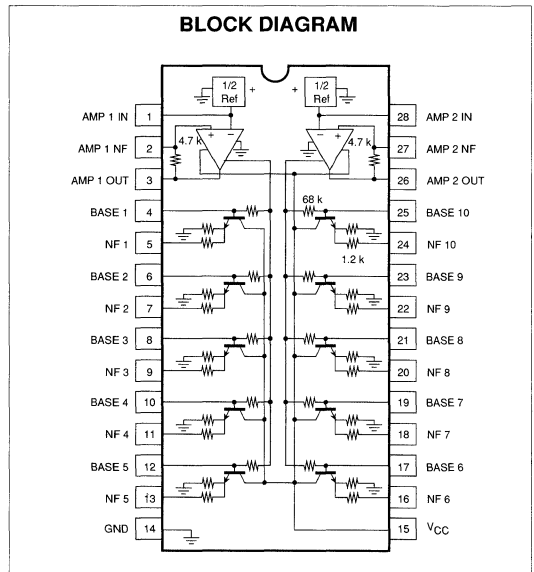 BLOCK DIAGRAM
1/2 Ref
+
+
1/2 Ref
AMP 1 IN 1
28 AMP 2 IN
4.7 k
+
−
−
+
4.7 k
AMP 1 NF 2
27 AMP 2 NF
AMP 1 OUT 3
26 AMP 2 OUT
68 k
BASE 1 4
25 BASE 10
NF 1 5
24 NF 10
1.2 k
BASE 2 6
23 BASE 9
NF 2 7
22 NF 9
BASE 3 8
21 BASE 8
NF 3 9
20 NF 8
BASE 4 10
19 BASE 7
NF 4 11
18 NF 7
BASE 5 12
17 BASE 6
NF 5 13
16 NF 6
GND 14
15 VCC